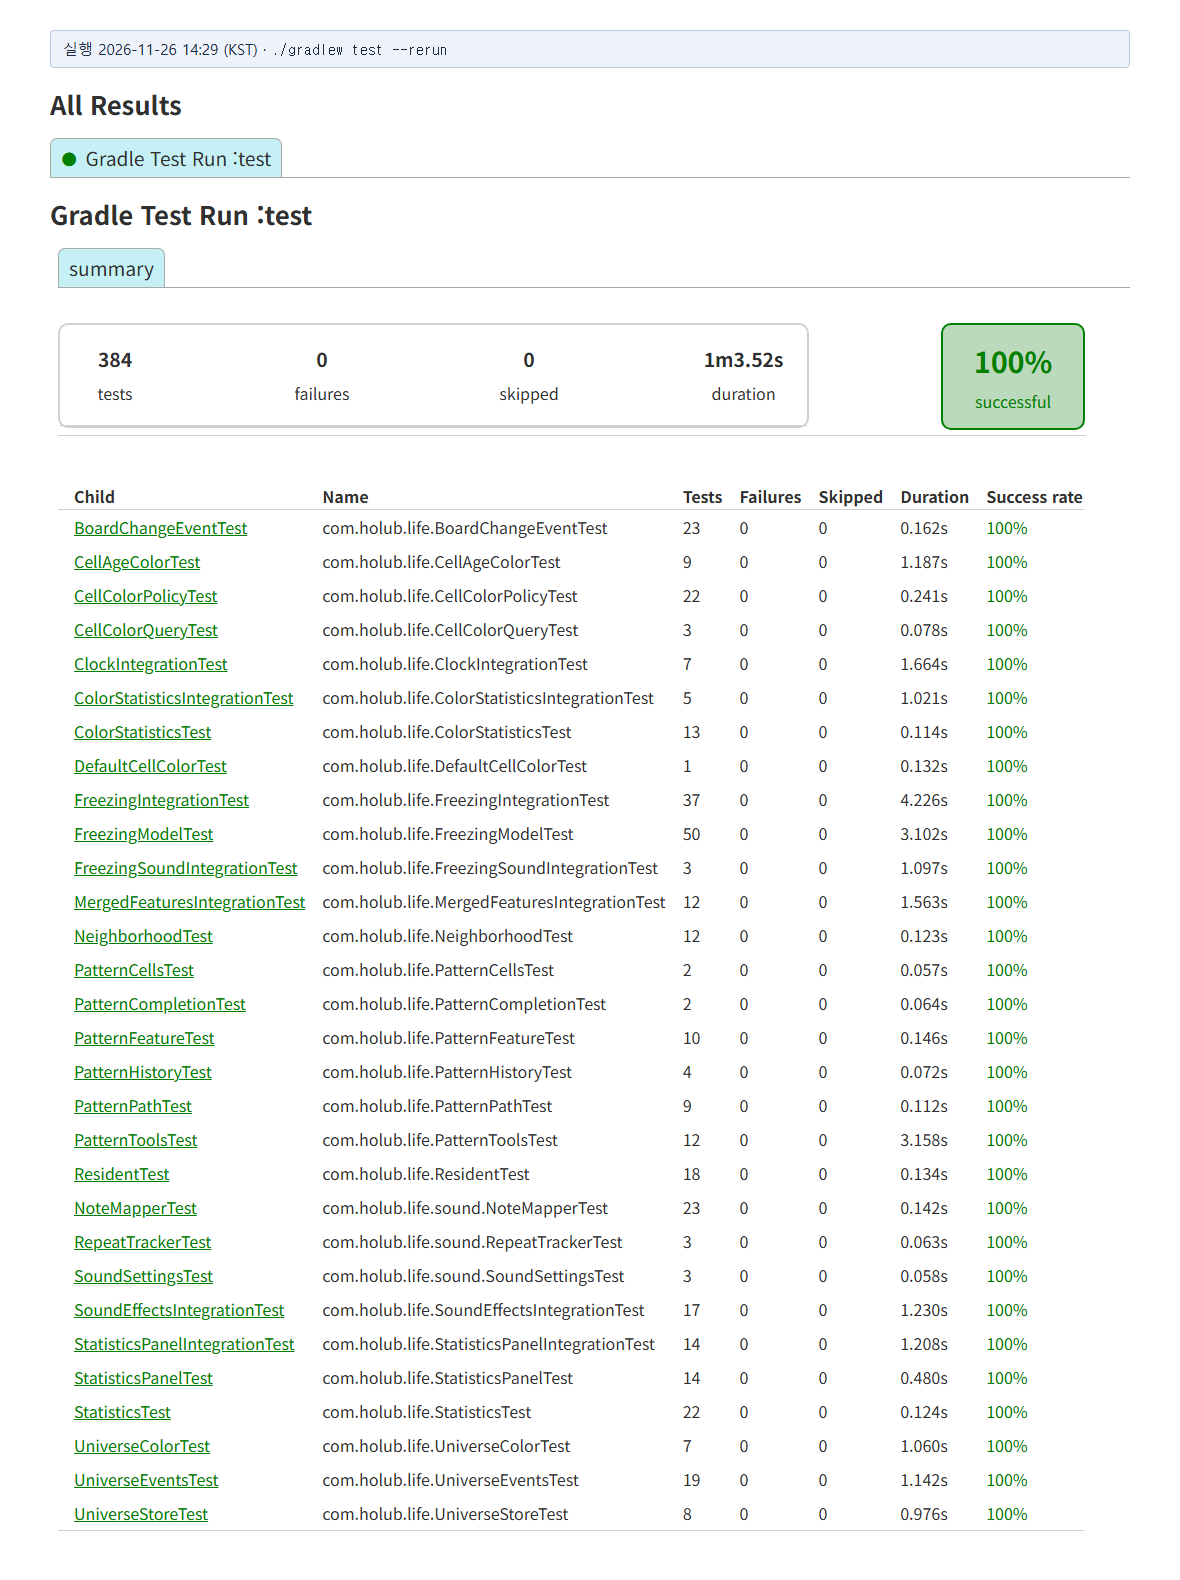 실행 2026-11-26 14:29 (KST) · ./gradlew test --rerun
All Results
Gradle Test Run :test
Gradle Test Run :test
summary
384 0 0 1m3.52s 100%
tests failures skipped duration successful
Child Name Tests Failures Skipped Duration Success rate
BoardChangeEventTest com.holub.life.BoardChangeEventTest 23 0 0 0.162s 100%
CellAgeColorTest com.holub.life.CellAgeColorTest 9 0 0 1.187s 100%
CellColorPolicyTest com.holub.life.CellColorPolicyTest 22 0 0 0.241s 100%
CellColorQueryTest com.holub.life.CellColorQueryTest 3 0 0 0.078s 100%
ClockIntegrationTest com.holub.life.ClockIntegrationTest 7 0 0 1.664s 100%
ColorStatisticsIntegrationTest com.holub.life.ColorStatisticsIntegrationTest 5 0 0 1.021s 100%
ColorStatisticsTest com.holub.life.ColorStatisticsTest 13 0 0 0.114s 100%
DefaultCellColorTest com.holub.life.DefaultCellColorTest 1 0 0 0.132s 100%
FreezingIntegrationTest com.holub.life.FreezingIntegrationTest 37 0 0 4.226s 100%
FreezingModelTest com.holub.life.FreezingModelTest 50 0 0 3.102s 100%
FreezingSoundIntegrationTest com.holub.life.FreezingSoundIntegrationTest 3 0 0 1.097s 100%
MergedFeaturesIntegrationTest com.holub.life.MergedFeaturesIntegrationTest 12 0 0 1.563s 100%
NeighborhoodTest com.holub.life.NeighborhoodTest 12 0 0 0.123s 100%
PatternCellsTest com.holub.life.PatternCellsTest 2 0 0 0.057s 100%
PatternCompletionTest com.holub.life.PatternCompletionTest 2 0 0 0.064s 100%
PatternFeatureTest com.holub.life.PatternFeatureTest 10 0 0 0.146s 100%
PatternHistoryTest com.holub.life.PatternHistoryTest 4 0 0 0.072s 100%
PatternPathTest com.holub.life.PatternPathTest 9 0 0 0.112s 100%
PatternToolsTest com.holub.life.PatternToolsTest 12 0 0 3.158s 100%
ResidentTest com.holub.life.ResidentTest 18 0 0 0.134s 100%
NoteMapperTest com.holub.life.sound.NoteMapperTest 23 0 0 0.142s 100%
RepeatTrackerTest com.holub.life.sound.RepeatTrackerTest 3 0 0 0.063s 100%
SoundSettingsTest com.holub.life.sound.SoundSettingsTest 3 0 0 0.058s 100%
SoundEffectsIntegrationTest com.holub.life.SoundEffectsIntegrationTest 17 0 0 1.230s 100%
StatisticsPanelIntegrationTest com.holub.life.StatisticsPanelIntegrationTest 14 0 0 1.208s 100%
StatisticsPanelTest com.holub.life.StatisticsPanelTest 14 0 0 0.480s 100%
StatisticsTest com.holub.life.StatisticsTest 22 0 0 0.124s 100%
UniverseColorTest com.holub.life.UniverseColorTest 7 0 0 1.060s 100%
UniverseEventsTest com.holub.life.UniverseEventsTest 19 0 0 1.142s 100%
UniverseStoreTest com.holub.life.UniverseStoreTest 8 0 0 0.976s 100%